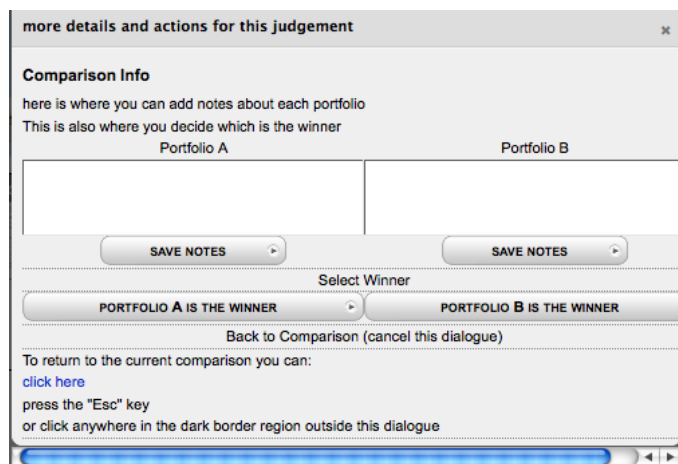 more details and actions for this judgement
Comparison Info
here is where you can add notes about each portfolio
This is also where you decide which is the winner
Portfolio A Portfolio B
SAVE NOTES SAVE NOTES
Select Winner
PORTFOLIO A IS THE WINNER PORTFOLIO B IS THE WINNER
Back to Comparison (cancel this dialogue)
To return to the current comparison you can:
click here
press the "Esc" key
or click anywhere in the dark border region outside this dialogue